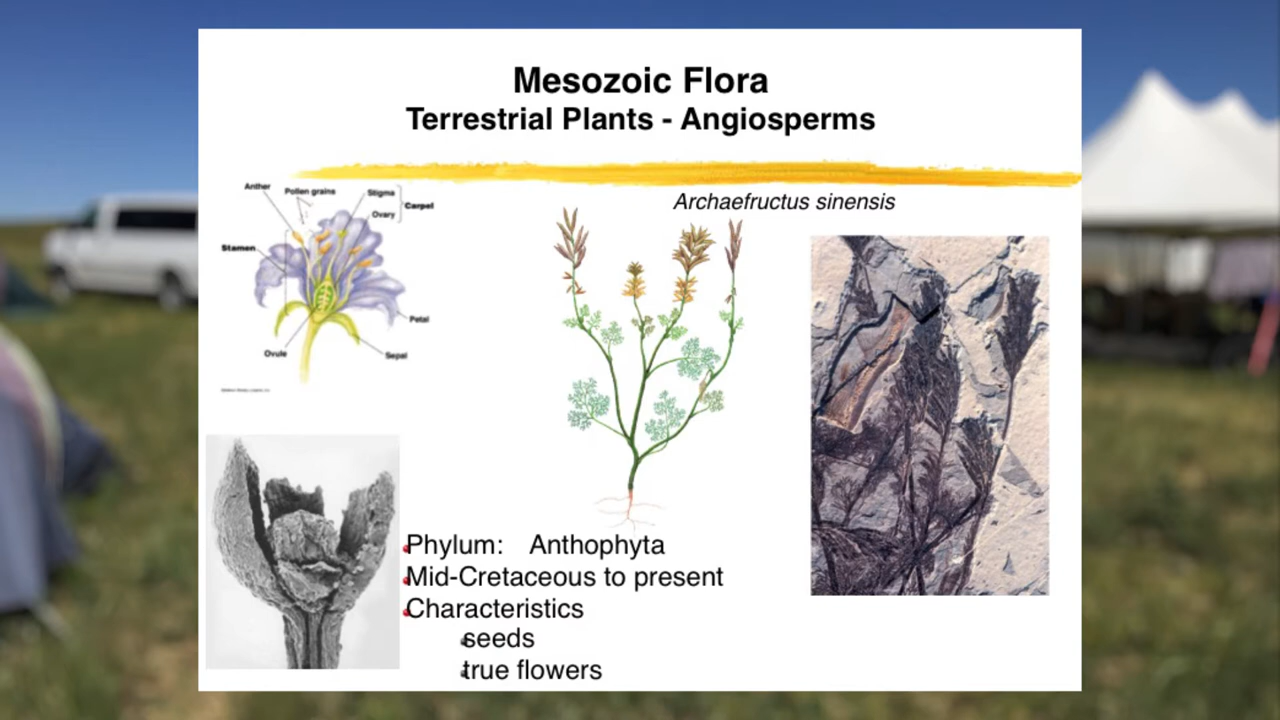 Mesozoic Flora
Terrestrial Plants - Angiosperms
Archaefructus sinensis
Anther
Pollen grains
Stigma
Ovary
Carpel
Stamen
Petal
Ovule
Sepal
Phylum: Anthophyta
Mid-Cretaceous to present
Characteristics
seeds
true flowers